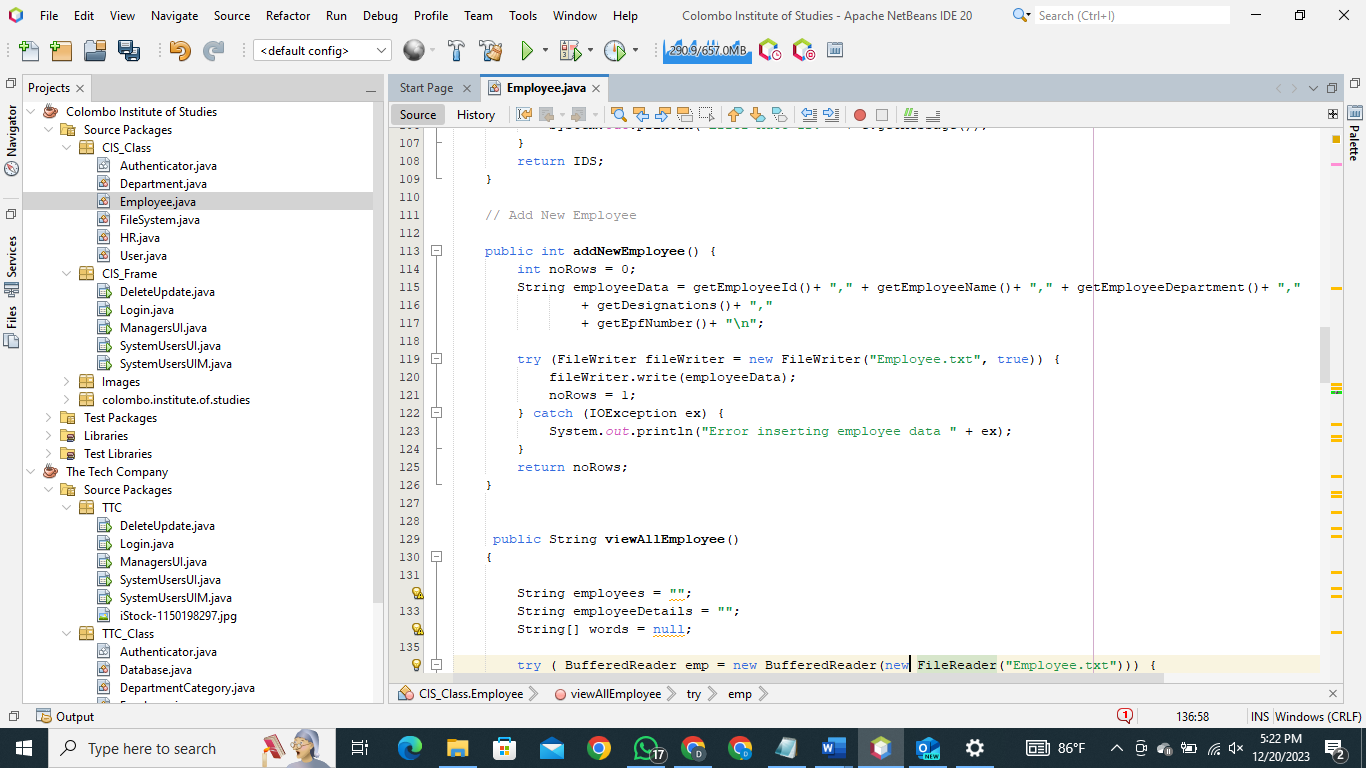 File Edit View Navigate Source Refactor Run Debug Profile Team Tools Window Help
Colombo Institute of Studies - Apache NetBeans IDE 20
Search (Ctrl+I)
<default config>
290.9/657.0MB
Projects
Start Page
Employee.java
Source
History
Navigator
Services
Files
Palette
Colombo Institute of Studies
Source Packages
CIS_Class
Authenticator.java
Department.java
Employee.java
FileSystem.java
HR.java
User.java
CIS_Frame
DeleteUpdate.java
Login.java
ManagersUI.java
SystemUsersUI.java
SystemUsersUIM.java
Images
colombo.institute.of.studies
Test Packages
Libraries
Test Libraries
The Tech Company
Source Packages
TTC
DeleteUpdate.java
Login.java
ManagersUI.java
SystemUsersUI.java
SystemUsersUIM.java
iStock-1150198297.jpg
TTC_Class
Authenticator.java
Database.java
DepartmentCategory.java
107 }
108 return IDS;
109 }
110
111 // Add New Employee
112
113 public int addNewEmployee() {
114 int noRows = 0;
115 String employeeData = getEmployeeId()+ "," + getEmployeeName()+ "," + getEmployeeDepartment()+ ","
116 + getDesignations()+ ","
117 + getEpfNumber()+ "\n";
118
119 try (FileWriter fileWriter = new FileWriter("Employee.txt", true)) {
120 fileWriter.write(employeeData);
121 noRows = 1;
122 } catch (IOException ex) {
123 System.out.println("Error inserting employee data " + ex);
124 }
125 return noRows;
126 }
127
128
129 public String viewAllEmployee()
130 {
131
String employees = "";
133 String employeeDetails = "";
String[] words = null;
135
try ( BufferedReader emp = new BufferedReader(new FileReader("Employee.txt"))) {
CIS_Class.Employee viewAllEmployee try emp
Output
1
136:58
INS Windows (CRLF)
Type here to search
17
NEW
86°F
5:22 PM
12/20/2023
2